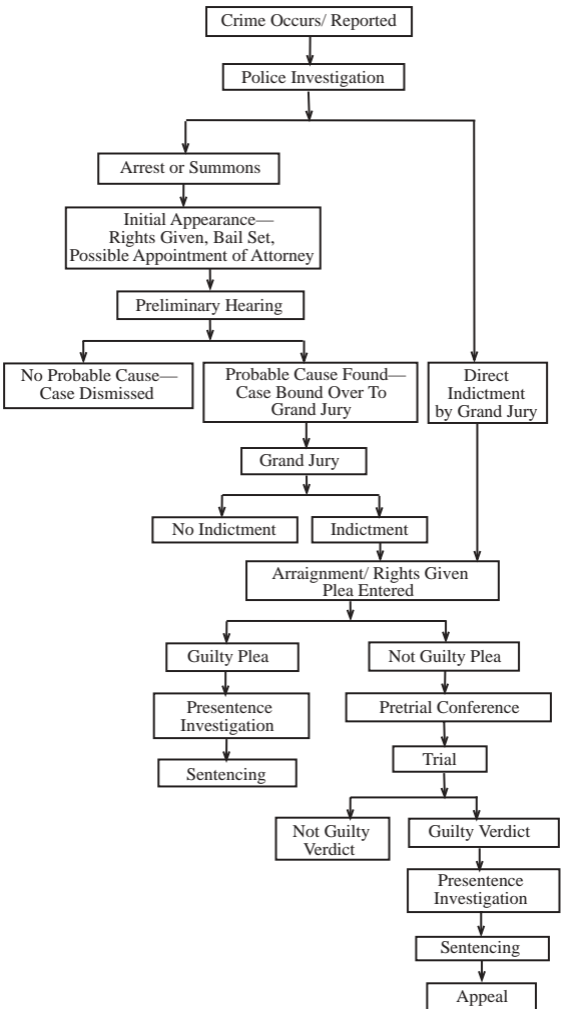 Crime Occurs/ Reported
Police Investigation
Arrest or Summons
Initial Appearance—
Rights Given, Bail Set,
Possible Appointment of Attorney
Preliminary Hearing
No Probable Cause—
Case Dismissed
Probable Cause Found—
Case Bound Over To
Grand Jury
Direct
Indictment
by Grand Jury
Grand Jury
No Indictment
Indictment
Arraignment/ Rights Given
Plea Entered
Guilty Plea
Not Guilty Plea
Presentence
Investigation
Pretrial Conference
Sentencing
Trial
Not Guilty
Verdict
Guilty Verdict
Presentence
Investigation
Sentencing
Appeal